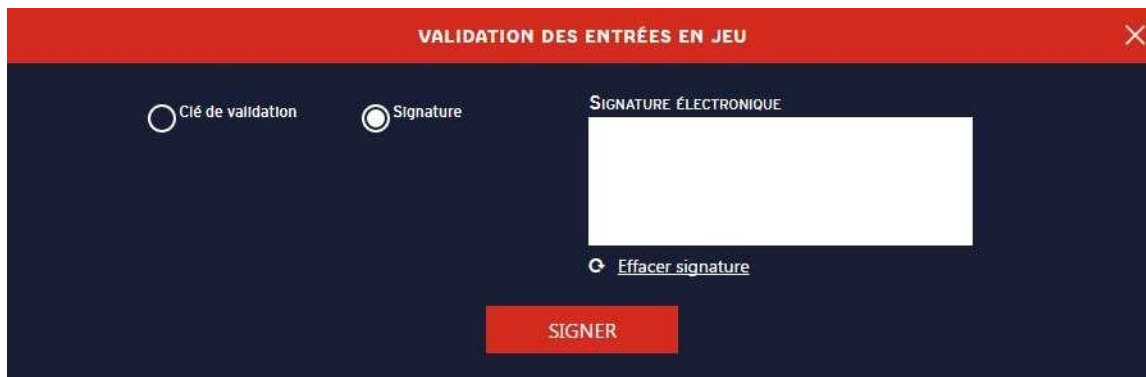 VALIDATION DES ENTRÉES EN JEU
Clé de validation
Signature
SIGNATURE ÉLECTRONIQUE
Effacer signature
SIGNER